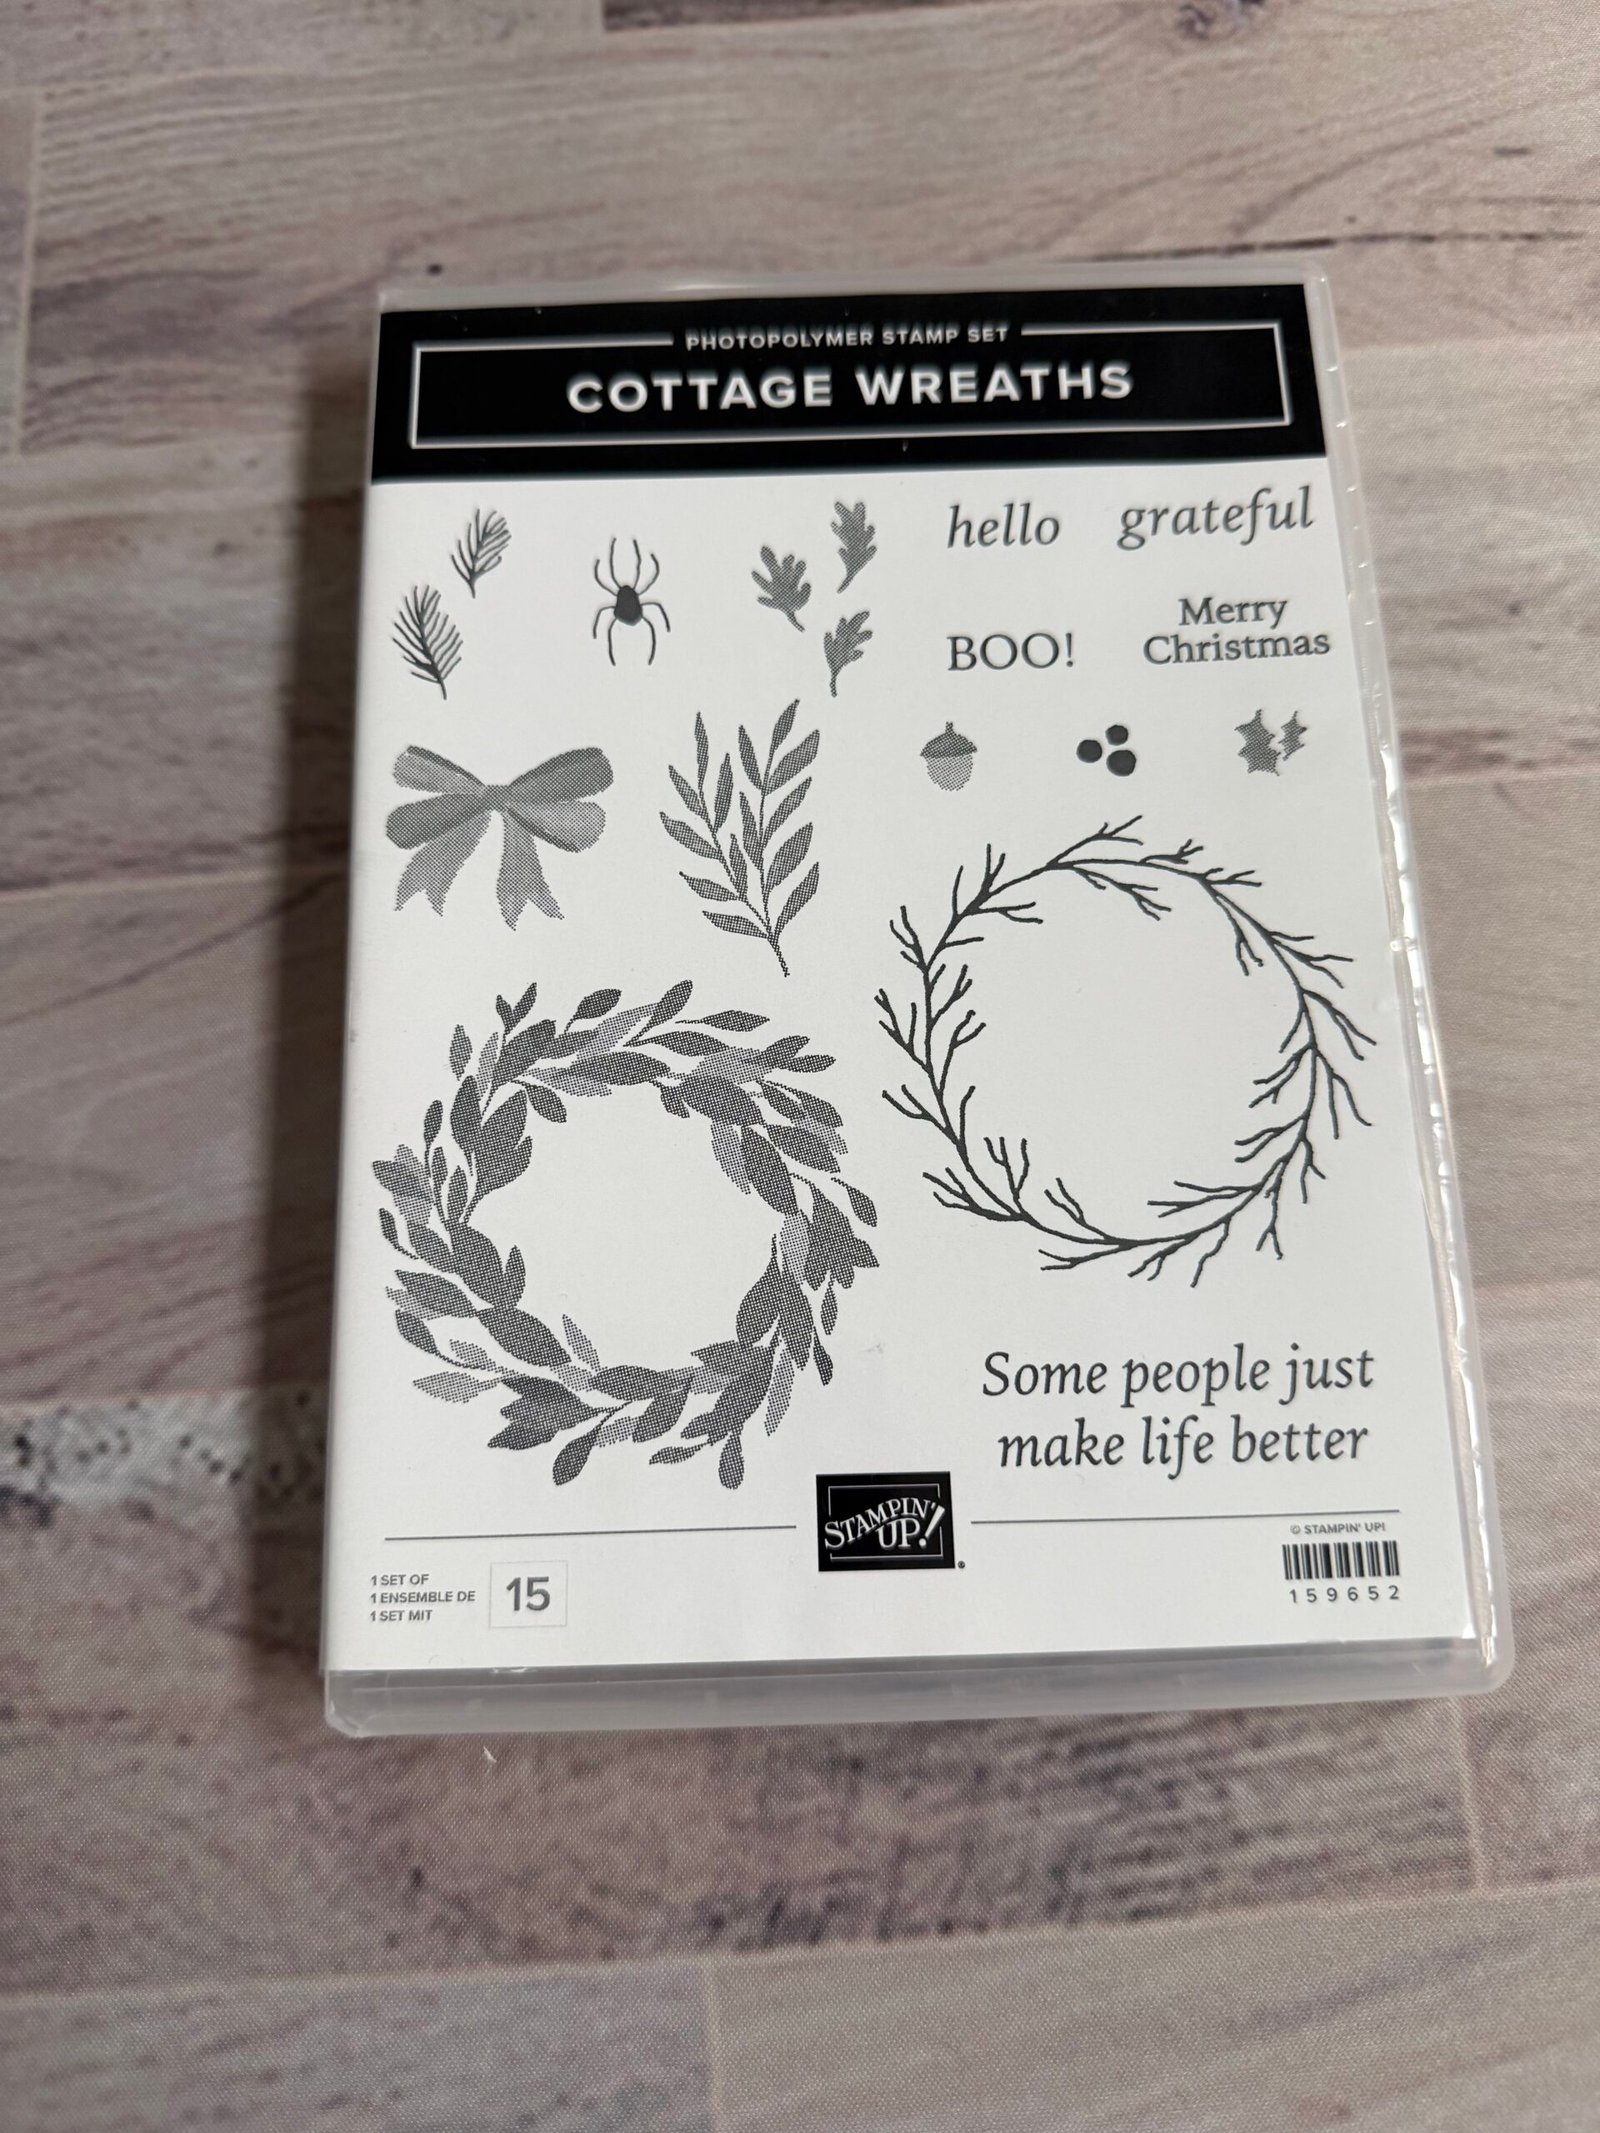 PHOTOPOLYMER STAMP SET
COTTAGE WREATHS
hello
grateful
BOO!
Merry
Christmas
Some people just
make life better
STAMPIN'
UP!
© STAMPIN' UP!
159652
1 SET OF
1 ENSEMBLE DE
1 SET MIT
15